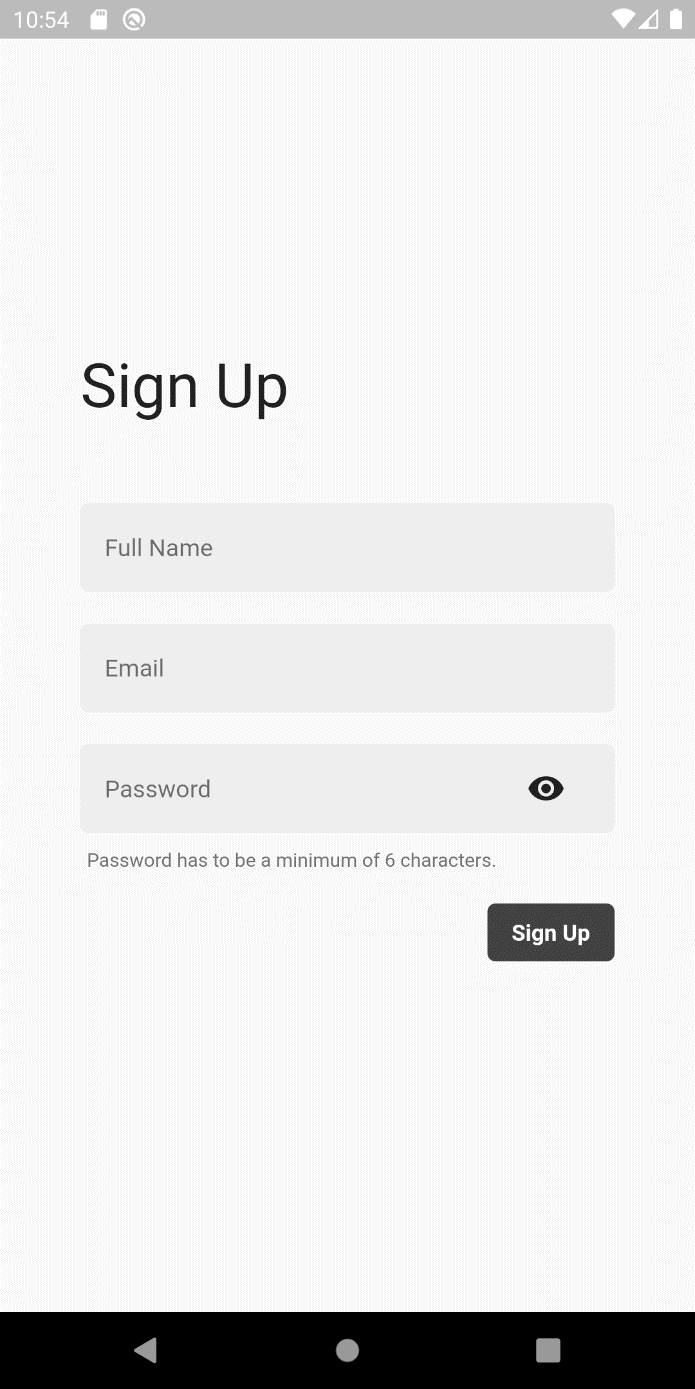 10:54
Sign Up
Full Name
Email
Password
Password has to be a minimum of 6 characters.
Sign Up